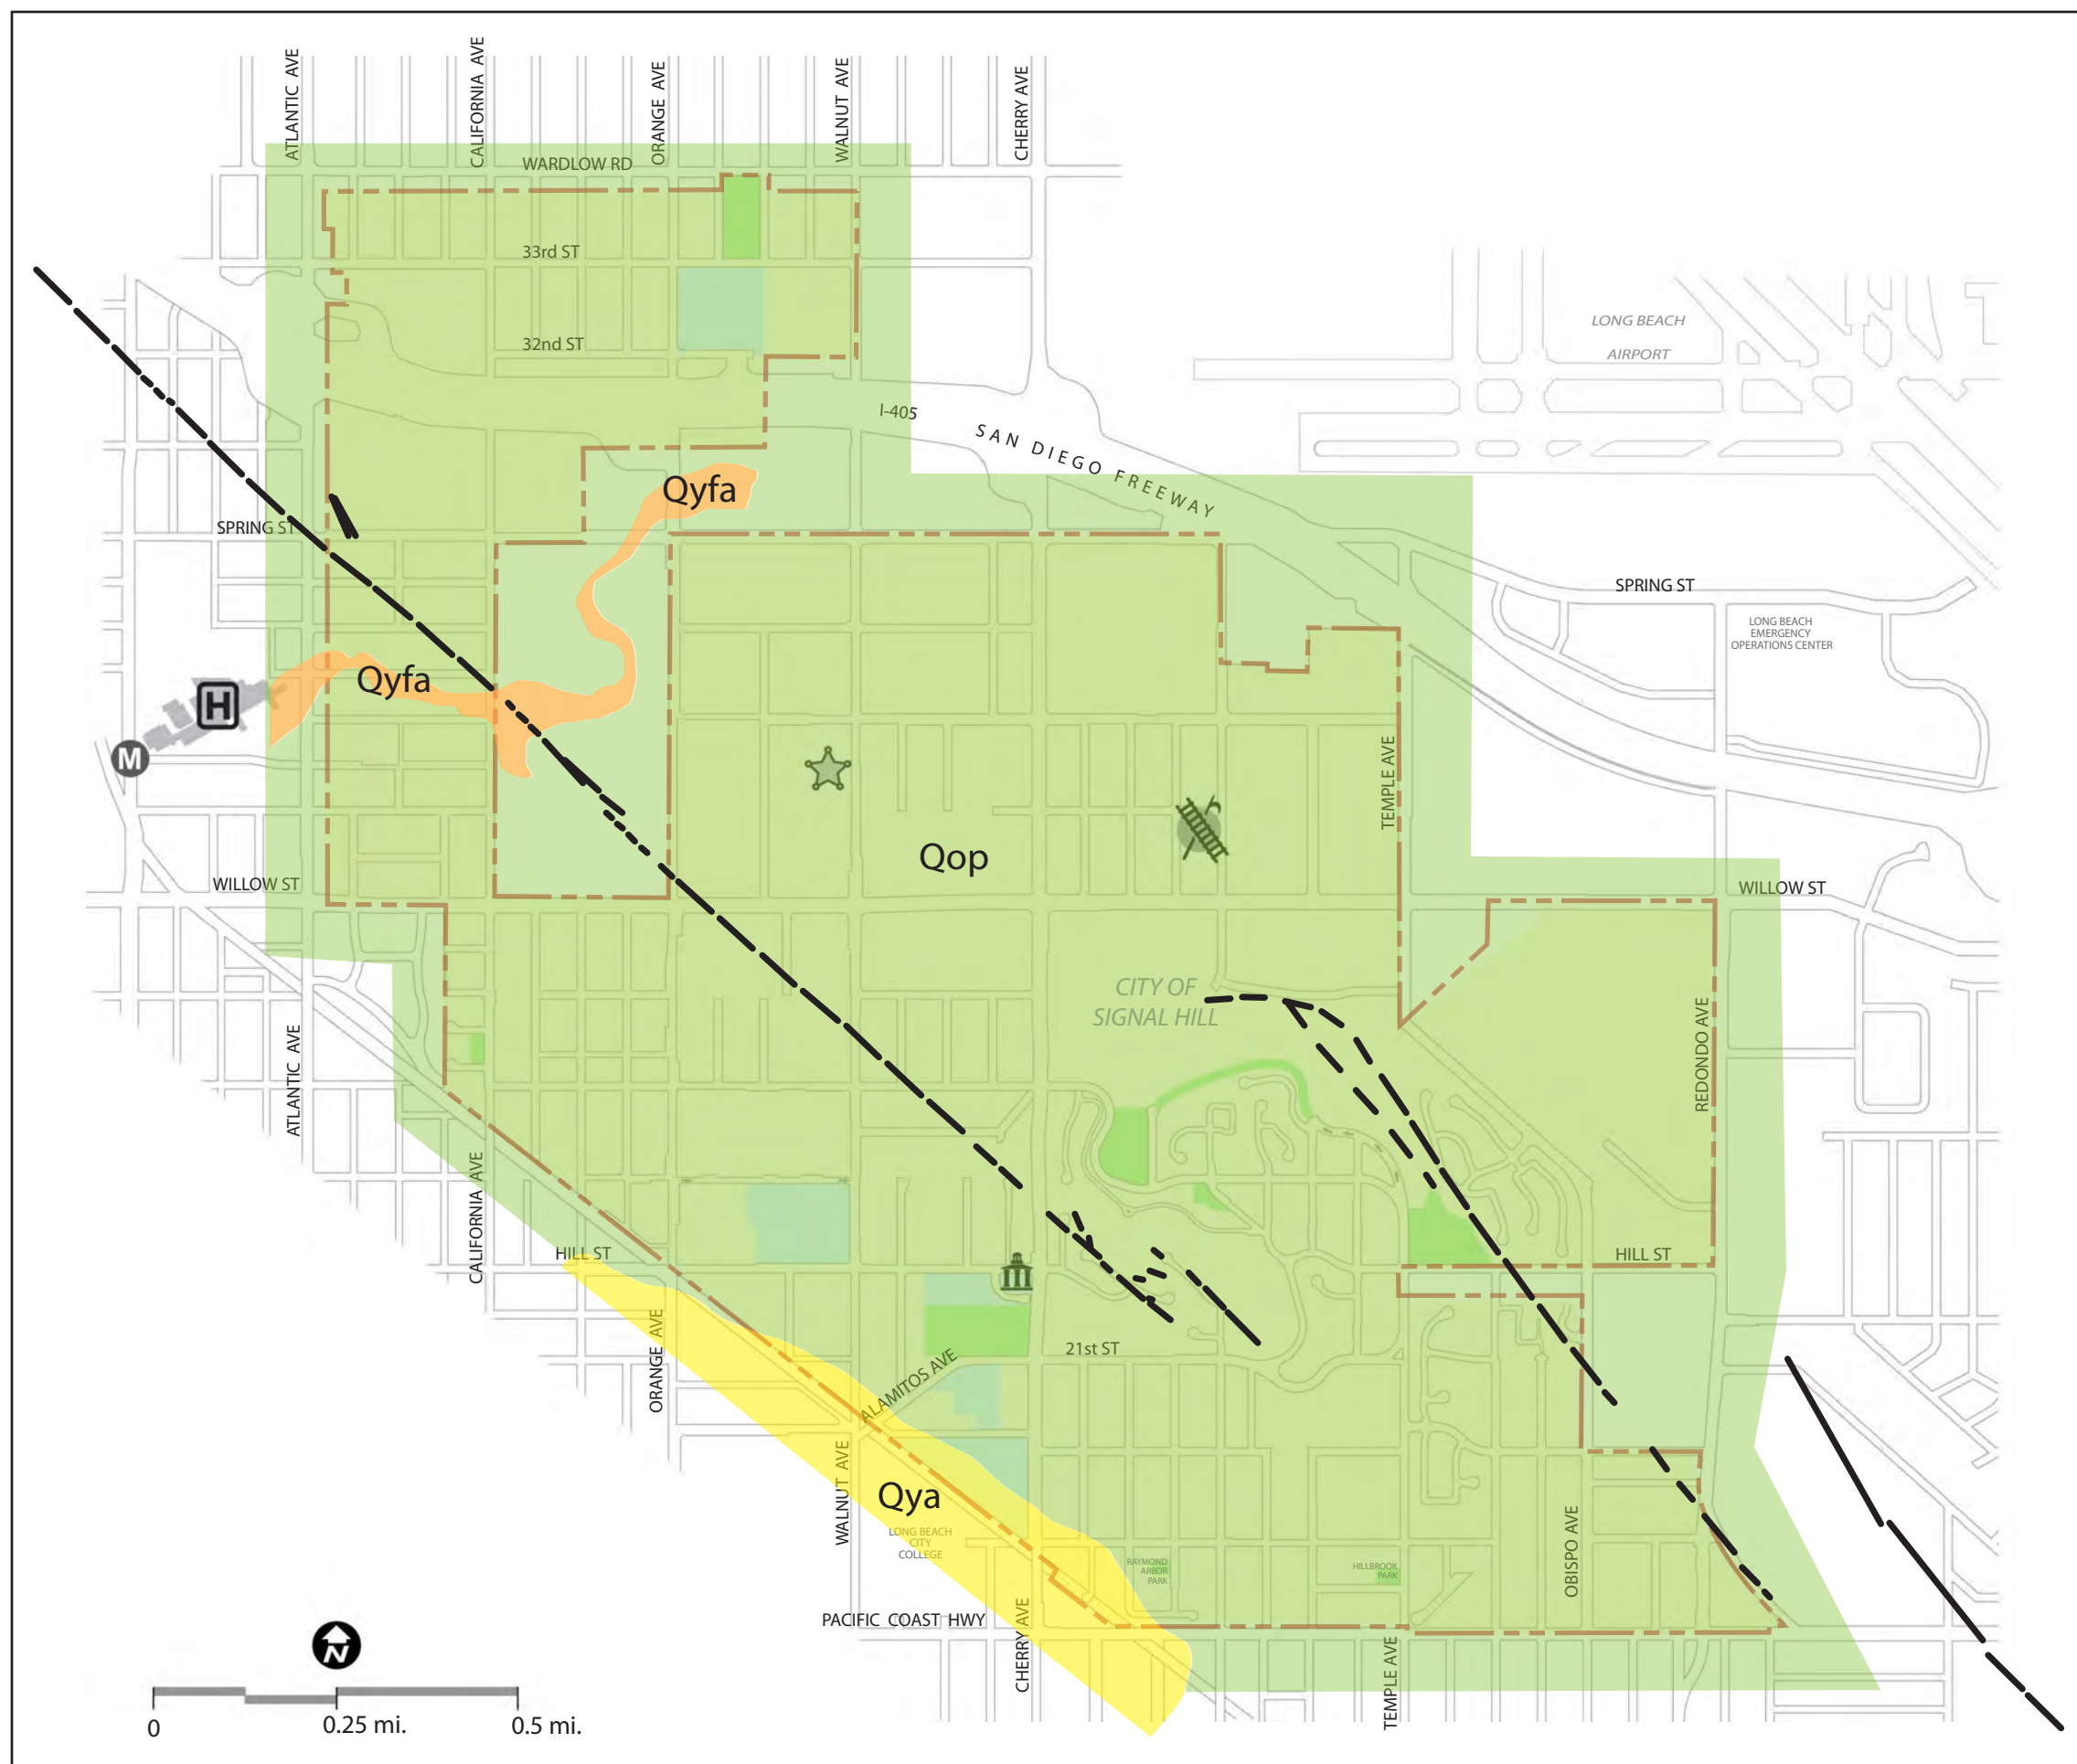 ATLANTIC AVE
CALIFORNIA AVE
ORANGE AVE
WALNUT AVE
CHERRY AVE
WARDLOW RD
33rd ST
32nd ST
LONG BEACH
AIRPORT
I-405
SAN DIEGO FREEWAY
Qyfa
SPRING ST
SPRING ST
LONG BEACH
EMERGENCY
OPERATIONS CENTER
Qyfa
H
M
TEMPLE AVE
Qop
WILLOW ST
WILLOW ST
CITY OF
SIGNAL HILL
REDONDO AVE
ATLANTIC AVE
CALIFORNIA AVE
HILL ST
HILL ST
ORANGE AVE
21st ST
ALAMITOS AVE
WALNUT AVE
Qya
LONG BEACH
CITY
COLLEGE
RAYMOND
ARBOR
PARK
HILLBROOK
PARK
OBISPO AVE
PACIFIC COAST HWY
CHERRY AVE
TEMPLE AVE
N
0
0.25 mi.
0.5 mi.